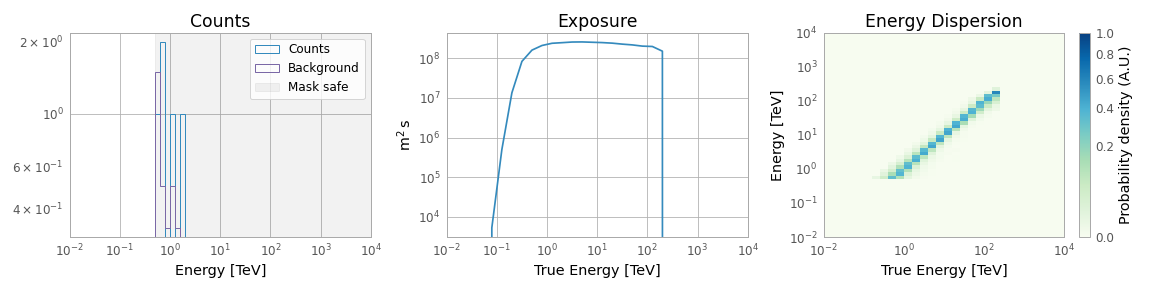 Counts
2 × 10⁰
10⁰
6 × 10⁻¹
4 × 10⁻¹
Counts
Background
Mask safe
10⁻² 10⁻¹ 10⁰ 10¹ 10² 10³ 10⁴
Energy [TeV]
Exposure
m² s
10⁸
10⁷
10⁶
10⁵
10⁴
10⁻² 10⁻¹ 10⁰ 10¹ 10² 10³ 10⁴
True Energy [TeV]
Energy Dispersion
Energy [TeV]
10⁴
10³
10²
10¹
10⁰
10⁻¹
10⁻²
10⁻² 10⁰ 10² 10⁴
True Energy [TeV]
1.0
0.8
0.6
0.4
0.2
0.0
Probability density (A.U.)